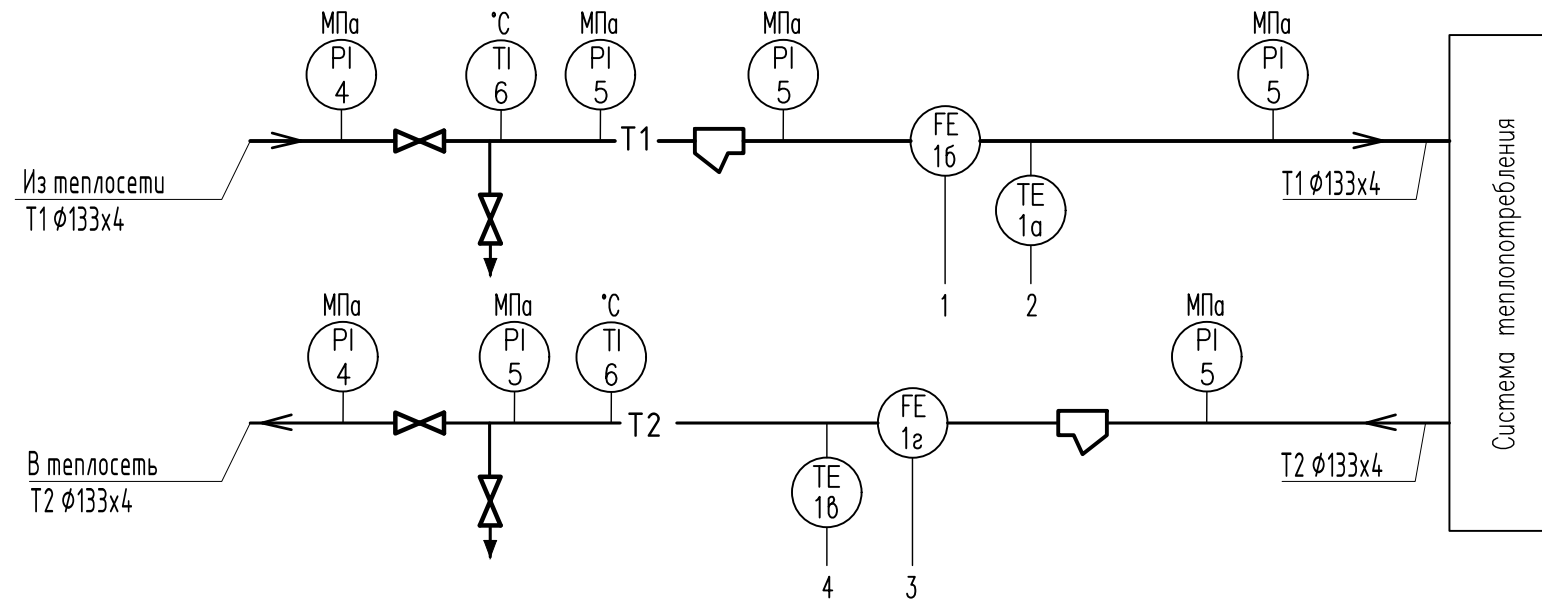 МПа
PI
4
°C
TI
6
МПа
PI
5
МПа
PI
5
МПа
PI
5
T1
FE
1б
TE
1а
Из теплосети
T1 ϕ133x4
T1 ϕ133x4
1
2
Система теплопотребления
МПа
PI
4
МПа
PI
5
°C
TI
6
МПа
PI
5
T2
FE
1г
TE
1в
В теплосеть
T2 ϕ133x4
T2 ϕ133x4
4
3